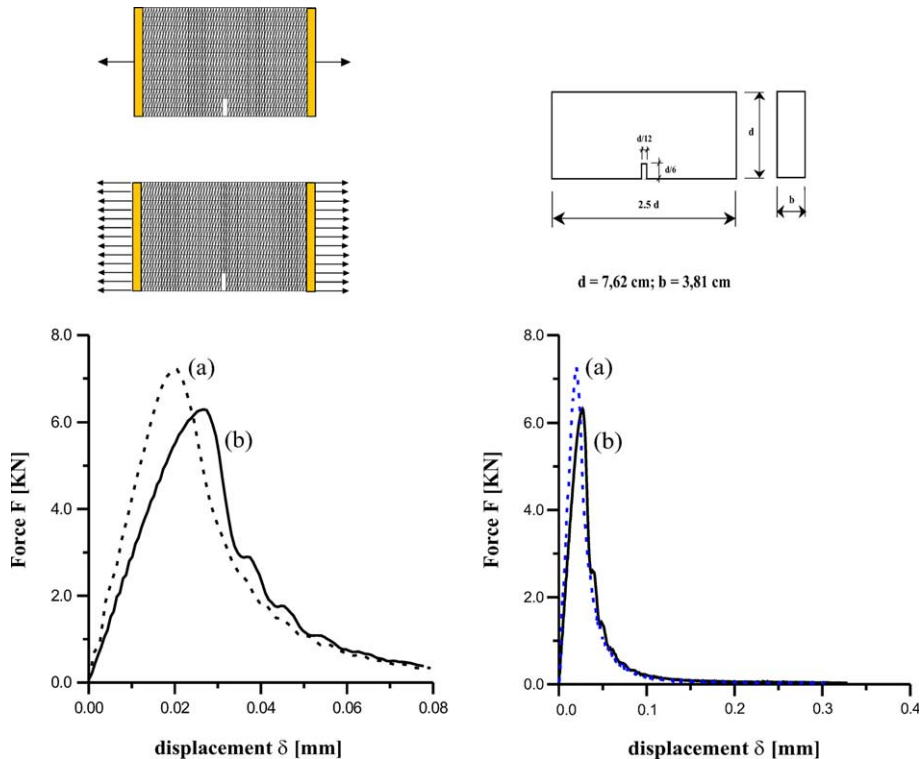 d/12
d
d/6
2.5 d
b
d = 7,62 cm; b = 3,81 cm
8.0
(a)
6.0
(b)
4.0
2.0
0.0
0.00
0.02
0.04
0.06
0.08
Force F [KN]
displacement δ [mm]
8.0
(a)
6.0
(b)
4.0
2.0
0.0
0.0
0.1
0.2
0.3
0.4
Force F [KN]
displacement δ [mm]